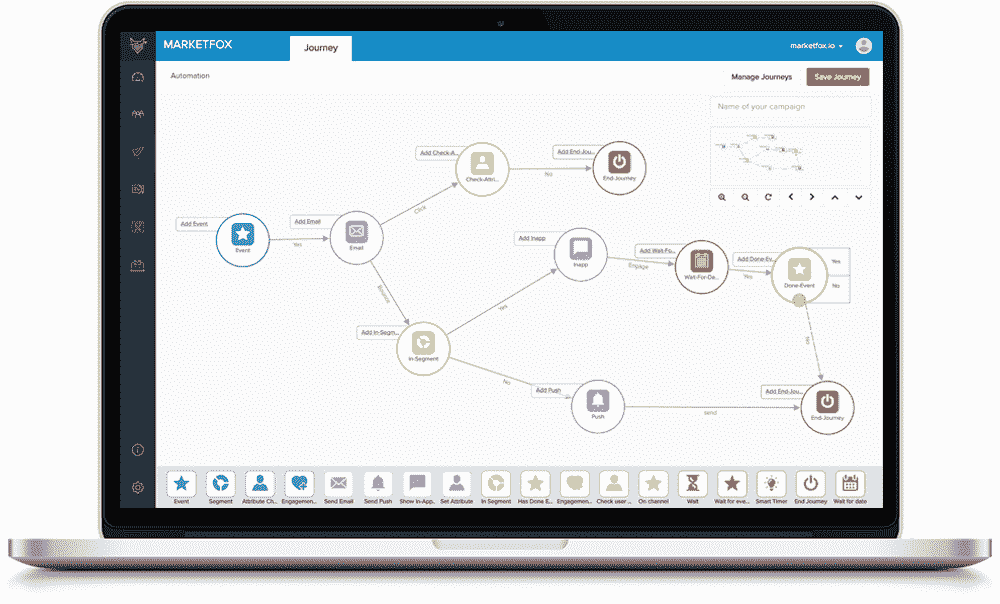 MARKETFOX
Journey
marketfox.io
Automation
Manage Journeys
Save Journey
Name of your campaign
Add Check-A...
Check-Attri...
No
Add End-Jou...
End-Journey
Add Event
Event
Yes
Add Email
Email
Click
Bounce
Add Inapp
Inapp
Engage
Add Wait-Fo...
Wait-For-Da...
Yes
Add Done-Ev...
Done-Event
Yes
No
Add In-Segm...
In-Segment
Yes
No
Add Push
Push
send
No
Add End-Jou...
End-Journey
Event
Segment
Attribute Ch...
Engagemen...
Send Email
Send Push
Show In-App...
Set Attribute
In Segment
Has Done E...
Engagemen...
Check user ...
On channel
Wait
Wait for eve...
Smart Timer
End Journey
Wait for date